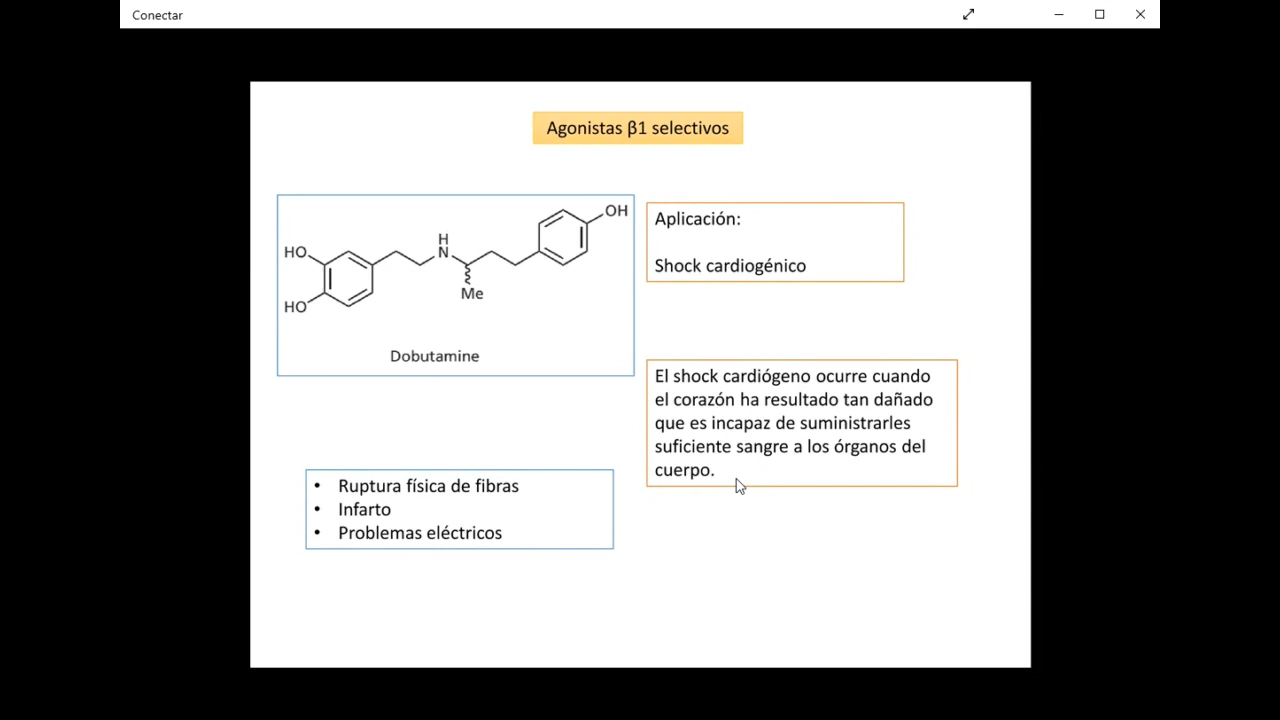 Conectar
Agonistas β1 selectivos
OH
H
N
HO
HO
Me
Dobutamine
Aplicación:
Shock cardiogénico
El shock cardiógeno ocurre cuando
el corazón ha resultado tan dañado
que es incapaz de suministrarles
suficiente sangre a los órganos del
cuerpo.
• Ruptura física de fibras
• Infarto
• Problemas eléctricos